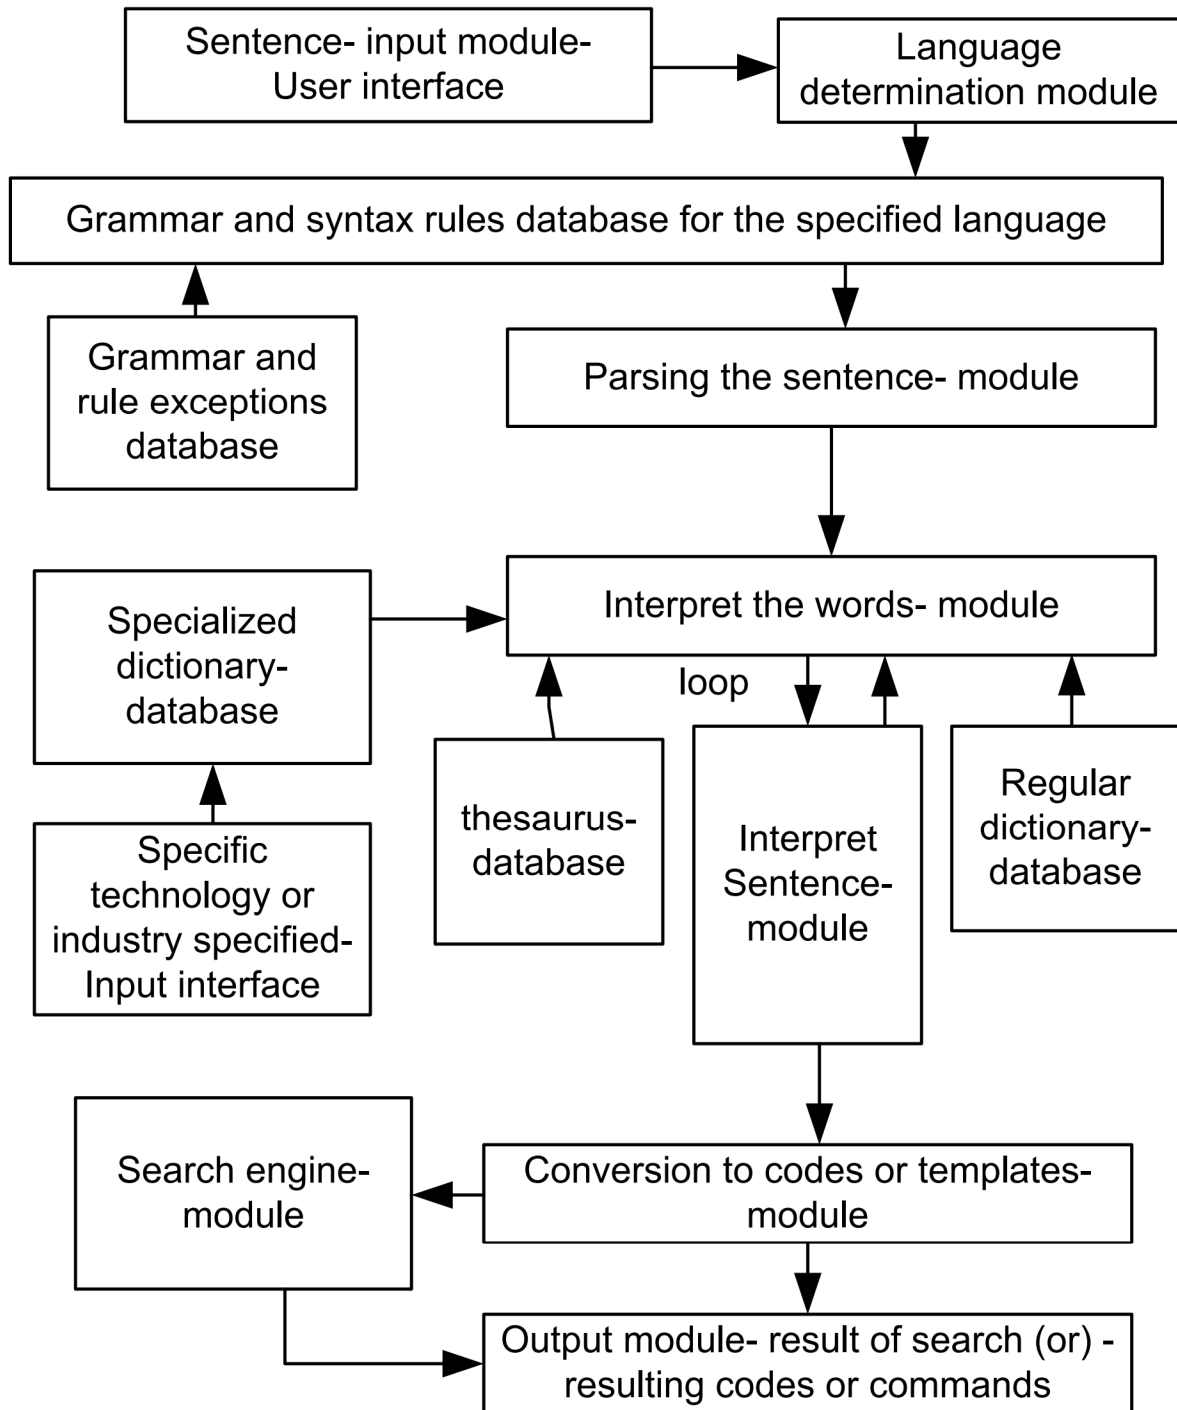 Sentence- input module-
User interface
Language
determination module
Grammar and syntax rules database for the specified language
Grammar and
rule exceptions
database
Parsing the sentence- module
Specialized
dictionary-
database
Interpret the words- module
loop
thesaurus-
database
Interpret
Sentence-
module
Regular
dictionary-
database
Specific
technology or
industry specified-
Input interface
Search engine-
module
Conversion to codes or templates-
module
Output module- result of search (or) -
resulting codes or commands